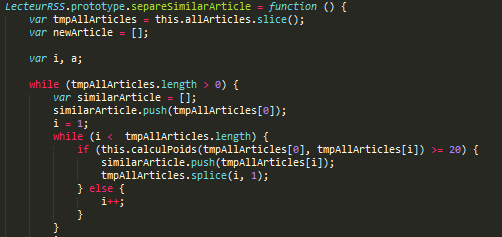 LecteurRSS.prototype.separeSimilarArticle = function () {
var tmpAllArticles = this.allArticles.slice();
var newArticle = [];
var i, a;
while (tmpAllArticles.length > 0) {
var similarArticle = [];
similarArticle.push(tmpAllArticles[0]);
i = 1;
while (i <  tmpAllArticles.length) {
if (this.calculPoids(tmpAllArticles[0], tmpAllArticles[i]) >= 20) {
similarArticle.push(tmpAllArticles[i]);
tmpAllArticles.splice(i, 1);
} else {
i++;
}
}